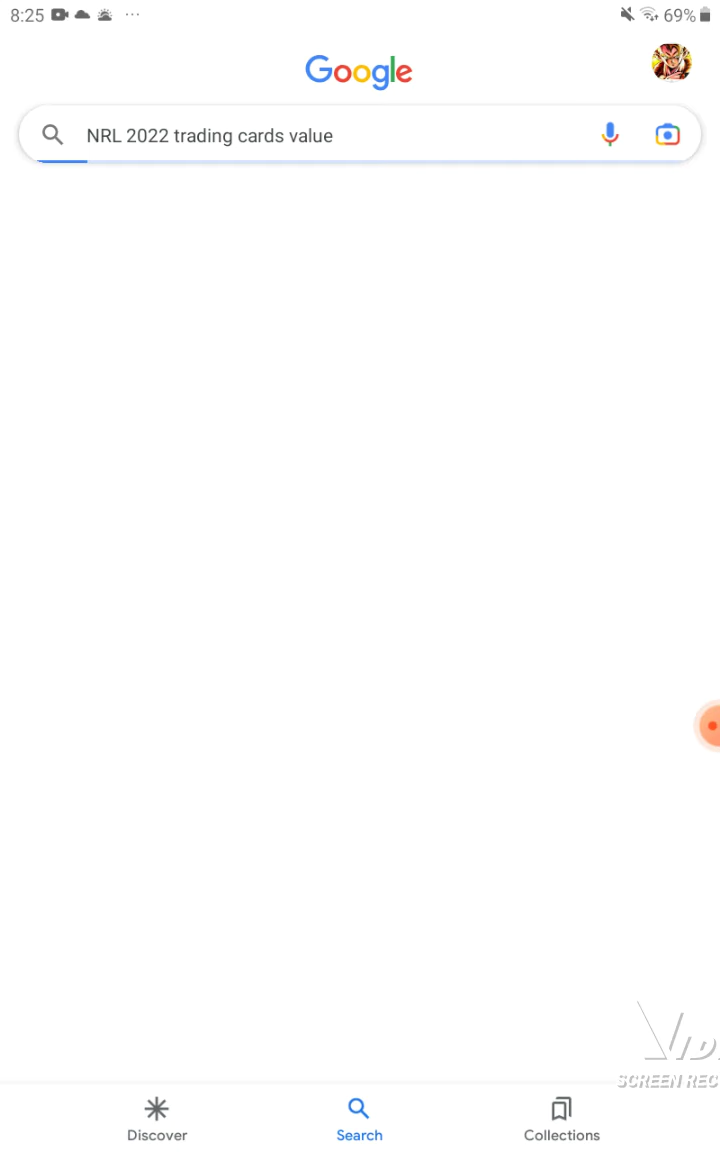 8:25 ... 69%
Google
NRL 2022 trading cards value
SCREEN REC
Discover Search Collections